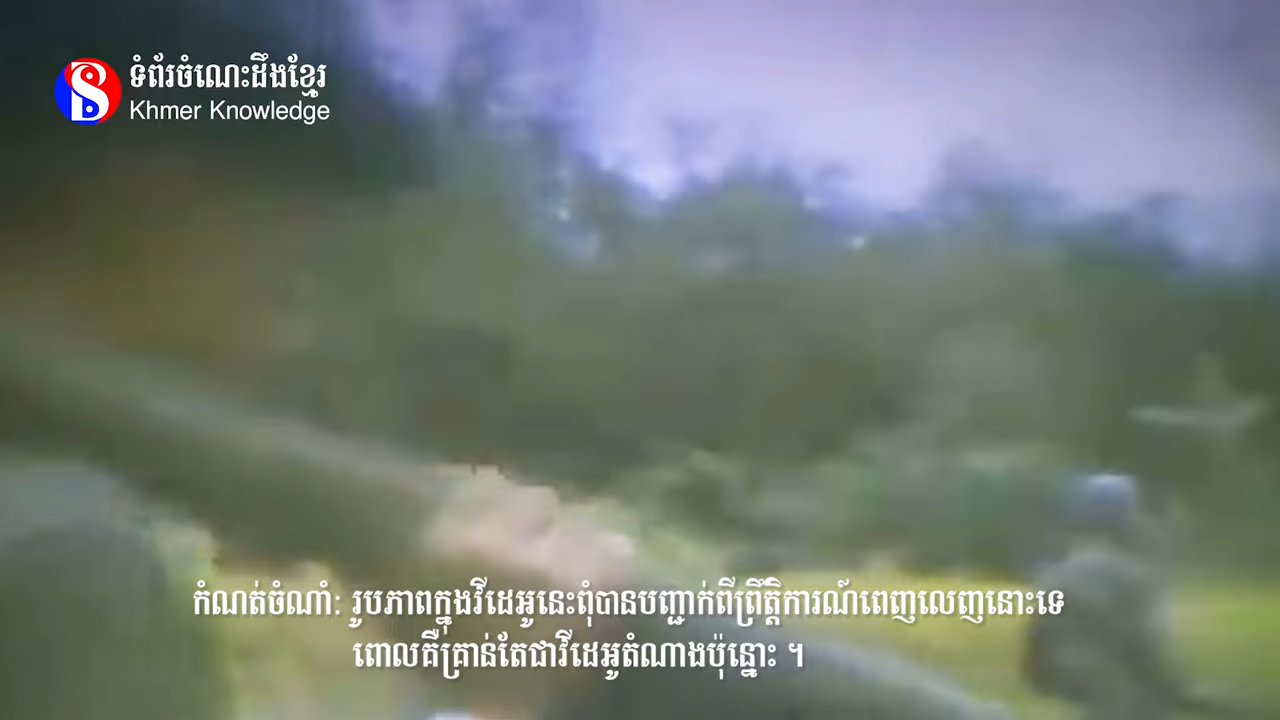 ទំព័រចំណេះដឹងខ្មែរ
Khmer Knowledge
កំណត់ចំណាំ: រូបភាពក្នុងវីដេអូនេះពុំបានបញ្ជាក់ពីព្រឹត្តិការណ៍ពេញលេញនោះទេ
ពោលគឺគ្រាន់តែជាវីដេអូតំណាងប៉ុន្នោះ ។